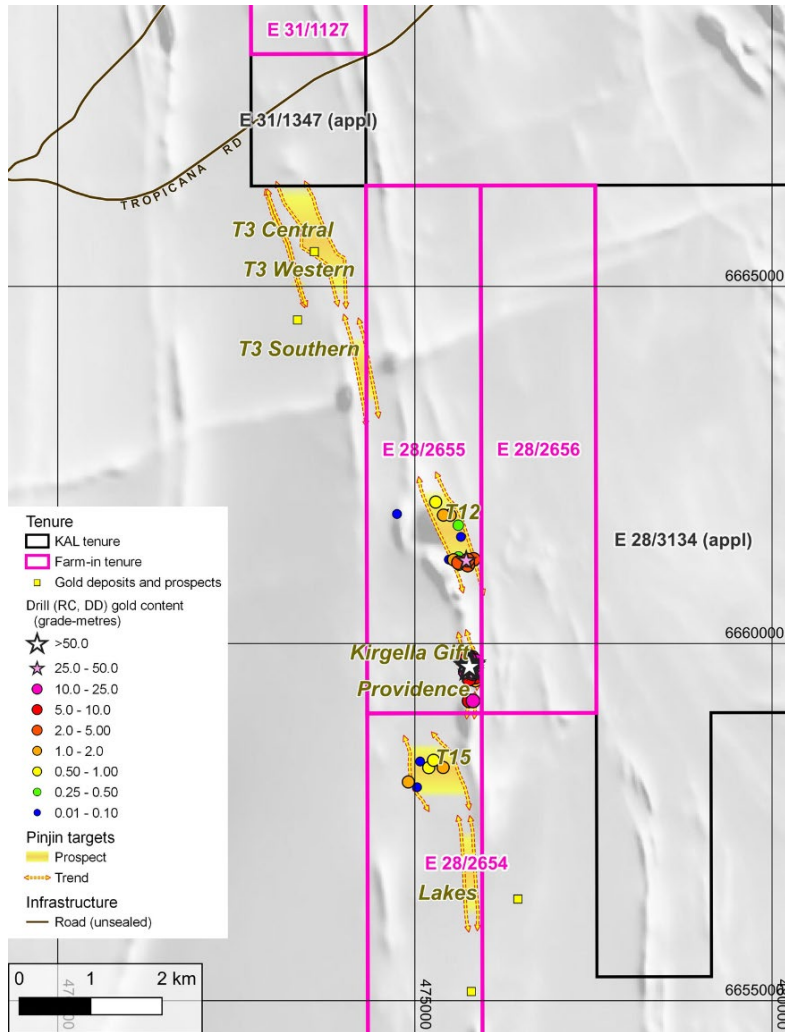 E 31/1127
E 31/1347 (appl)
TROPICANA RD
T3 Central
T3 Western
6665000
T3 Southern
E 28/2655
E 28/2656
T12
E 28/3134 (appl)
6660000
Kirgella Gift
Providence
T15
E 28/2654
Lakes
6655000
475000
Tenure
KAL tenure
Farm-in tenure
Gold deposits and prospects
Drill (RC, DD) gold content
(grade-metres)
>50.0
25.0 - 50.0
10.0 - 25.0
5.0 - 10.0
2.0 - 5.00
1.0 - 2.0
0.50 - 1.00
0.25 - 0.50
0.01 - 0.10
Pinjin targets
Prospect
Trend
Infrastructure
Road (unsealed)
0 1 2 km